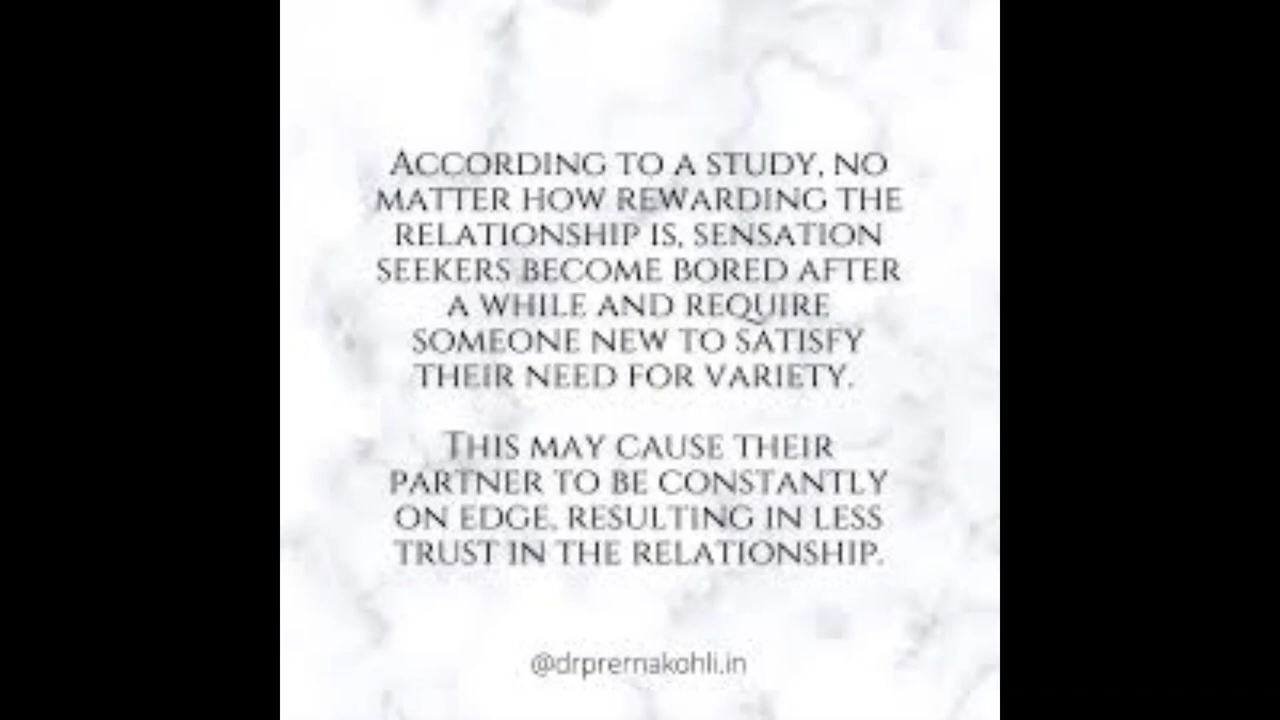 ACCORDING TO A STUDY, NO
MATTER HOW REWARDING THE
RELATIONSHIP IS, SENSATION
SEEKERS BECOME BORED AFTER
A WHILE AND REQUIRE
SOMEONE NEW TO SATISFY
THEIR NEED FOR VARIETY.
THIS MAY CAUSE THEIR
PARTNER TO BE CONSTANTLY
ON EDGE, RESULTING IN LESS
TRUST IN THE RELATIONSHIP.
@drprernakohli.in